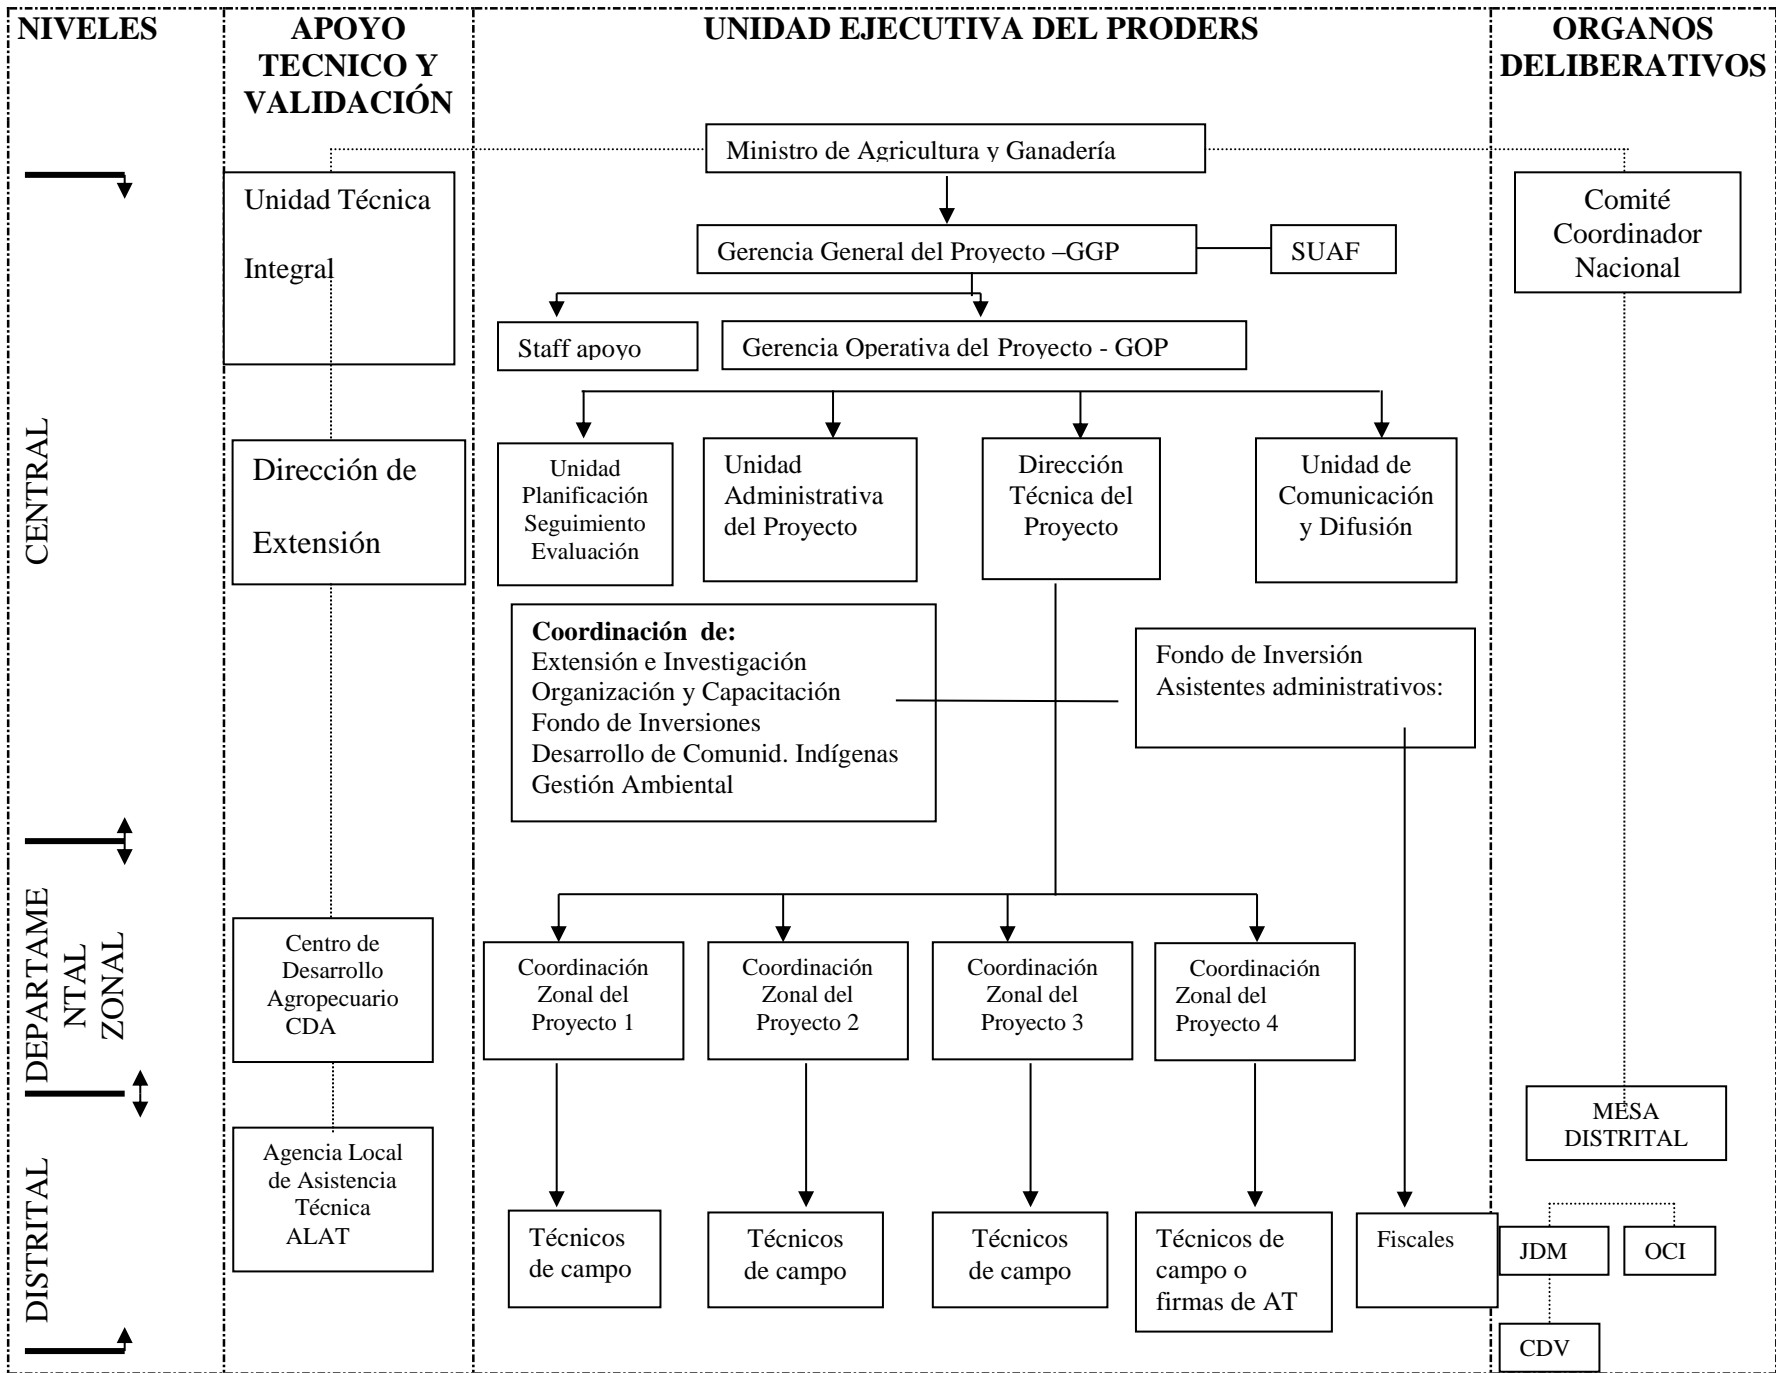 NIVELES
APOYO
TECNICO Y
VALIDACIÓN
UNIDAD EJECUTIVA DEL PRODERS
ORGANOS
DELIBERATIVOS
Ministro de Agricultura y Ganadería
Unidad Técnica
Integral
Gerencia General del Proyecto –GGP
SUAF
Comité
Coordinador
Nacional
Staff apoyo
Gerencia Operativa del Proyecto - GOP
CENTRAL
Dirección de
Extensión
Unidad
Planificación
Seguimiento
Evaluación
Unidad
Administrativa
del Proyecto
Dirección
Técnica del
Proyecto
Unidad de
Comunicación
y Difusión
Coordinación de:
Extensión e Investigación
Organización y Capacitación
Fondo de Inversiones
Desarrollo de Comunid. Indígenas
Gestión Ambiental
Fondo de Inversión
Asistentes administrativos:
DEPARTAME
NTAL
ZONAL
Centro de
Desarrollo
Agropecuario
CDA
Coordinación
Zonal del
Proyecto 1
Coordinación
Zonal del
Proyecto 2
Coordinación
Zonal del
Proyecto 3
Coordinación
Zonal del
Proyecto 4
MESA
DISTRITAL
DISTRITAL
Agencia Local
de Asistencia
Técnica
ALAT
Técnicos
de campo
Técnicos
de campo
Técnicos
de campo
Técnicos de
campo o
firmas de AT
Fiscales
JDM
OCI
CDV